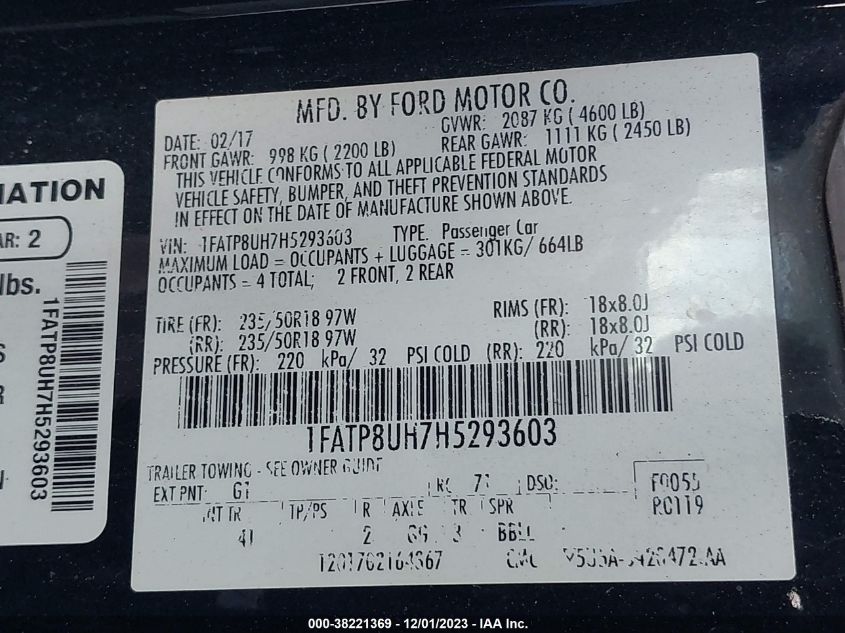 MFD. BY FORD MOTOR CO.
DATE: 02/17
GVWR: 2087 KG ( 4600 LB)
FRONT GAWR: 998 KG ( 2200 LB)
REAR GAWR: 1111 KG ( 2450 LB)
THIS VEHICLE CONFORMS TO ALL APPLICABLE FEDERAL MOTOR
VEHICLE SAFETY, BUMPER, AND THEFT PREVENTION STANDARDS
IN EFFECT ON THE DATE OF MANUFACTURE SHOWN ABOVE.
VIN: 1FATP8UH7H5293603 TYPE. Passenger Car
MAXIMUM LOAD = OCCUPANTS + LUGGAGE = 301KG/ 664LB
OCCUPANTS = 4 TOTAL; 2 FRONT, 2 REAR
TIRE (FR): 235/50R18 97W RIMS (FR): 18x8.0J
(RR): 235/50R18 97W (RR): 18x8.0J
PRESSURE (FR): 220 kPa/ 32 PSI COLD (RR): 220 kPa/ 32 PSI COLD
1FATP8UH7H5293603
TRAILER TOWING - SEE OWNER GUIDE
EXT PNT: G1 RC 71 DSO: F0055
INT TR TP/PS R AXLE TR SPR R0119
41 2 BBLL
AR: 2
lbs.
1FATP8UH7H5293603
000-38221369 - 12/01/2023 - IAA Inc.